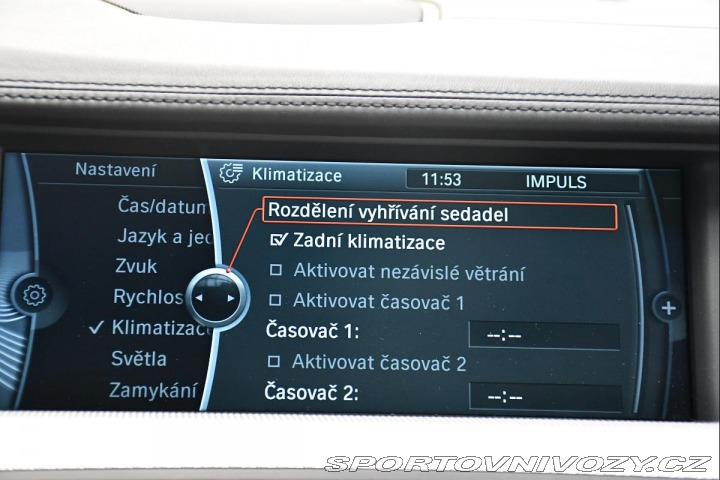 Nastavení
Klimatizace
11:53
IMPULS
Čas/datum
Rozdělení vyhřívání sedadel
Jazyk a jed
Zadní klimatizace
Zvuk
Aktivovat nezávislé větrání
Rychlos
Aktivovat časovač 1
Klimatizac
Časovač 1: --:--
Světla
Aktivovat časovač 2
Zamykání
Časovač 2: --:--
SPORTOVNIVOZY.CZ